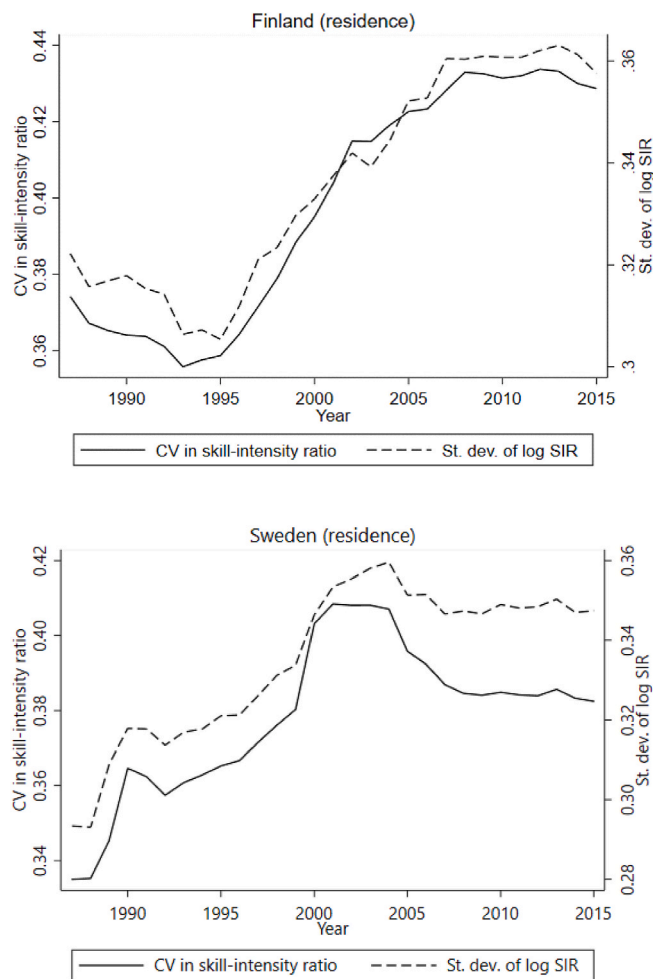 Finland (residence)
CV in skill-intensity ratio
0.44
0.42
0.40
0.38
0.36
.36
.34
.32
.3
St. dev. of log SIR
1990 1995 2000 2005 2010 2015
Year
CV in skill-intensity ratio St. dev. of log SIR
Sweden (residence)
CV in skill-intensity ratio
0.42
0.40
0.38
0.36
0.34
0.36
0.34
0.32
0.30
0.28
St. dev. of log SIR
1990 1995 2000 2005 2010 2015
Year
CV in skill-intensity ratio St. dev. of log SIR